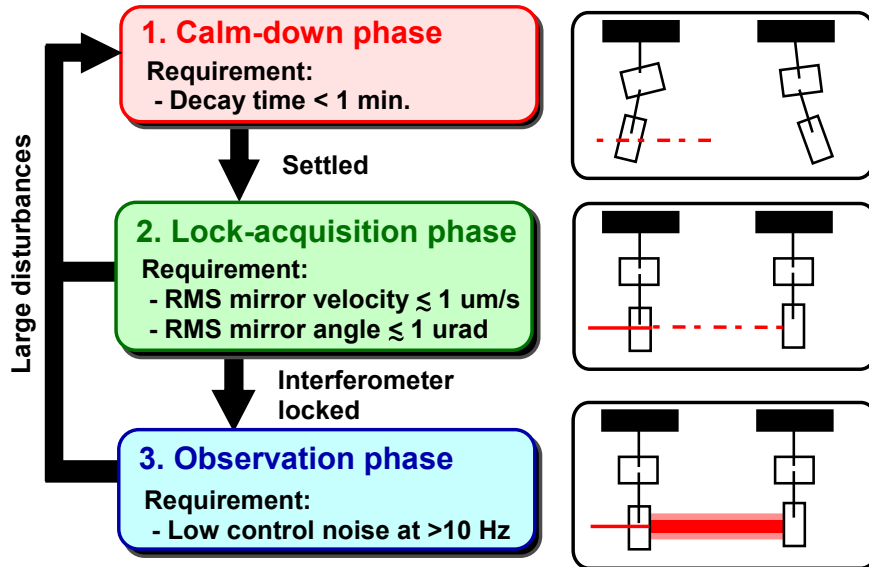 1. Calm-down phase
Requirement:
- Decay time < 1 min.
Settled
Large disturbances
2. Lock-acquisition phase
Requirement:
- RMS mirror velocity ≲ 1 um/s
- RMS mirror angle ≲ 1 urad
Interferometer
locked
3. Observation phase
Requirement:
- Low control noise at >10 Hz